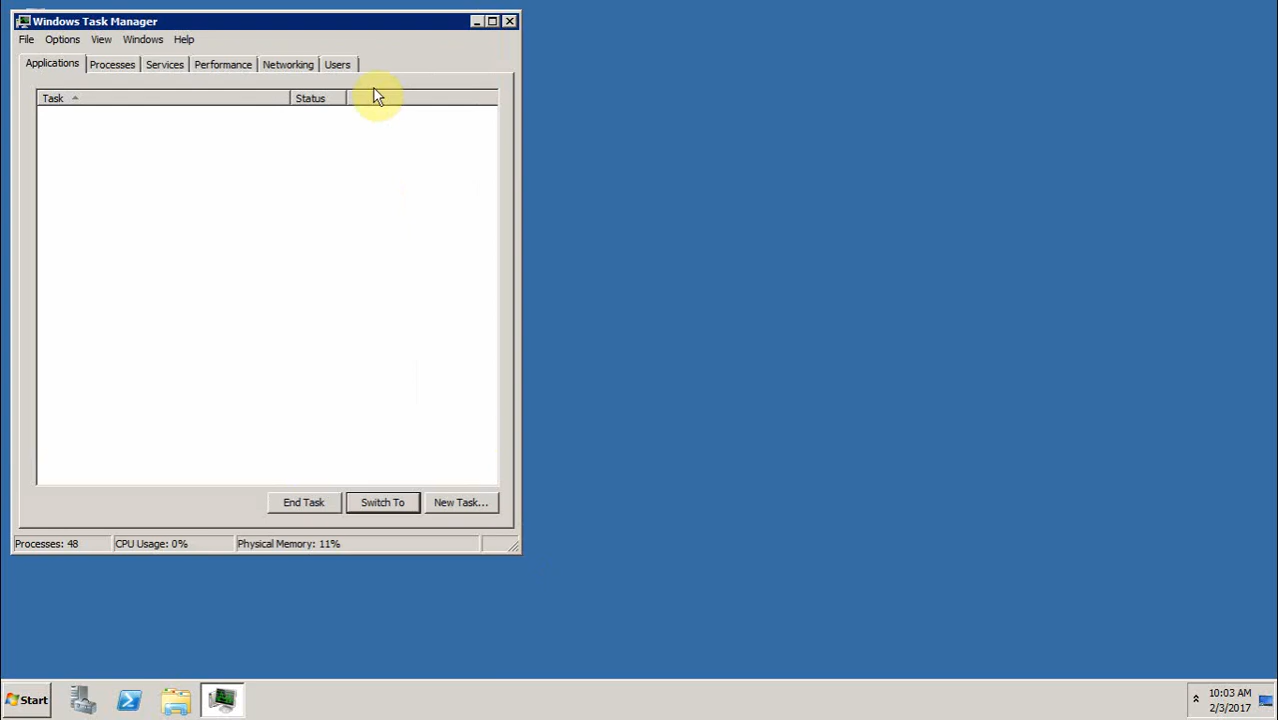 Windows Task Manager
File Options View Windows Help
Applications Processes Services Performance Networking Users
Task Status
End Task Switch To New Task...
Processes: 48 CPU Usage: 0% Physical Memory: 11%
Start
10:03 AM
2/3/2017